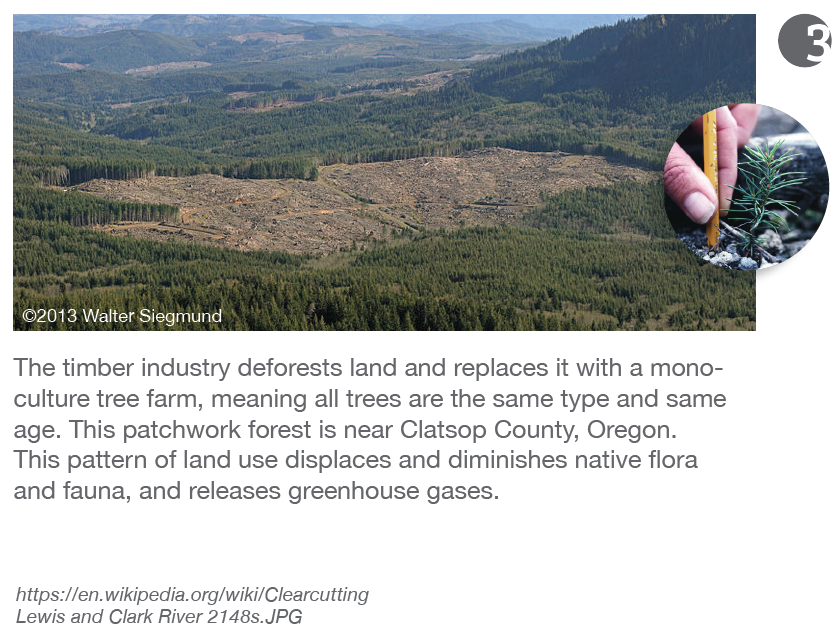 3
©2013 Walter Siegmund
The timber industry deforests land and replaces it with a mono-
culture tree farm, meaning all trees are the same type and same
age. This patchwork forest is near Clatsop County, Oregon.
This pattern of land use displaces and diminishes native flora
and fauna, and releases greenhouse gases.
https://en.wikipedia.org/wiki/Clearcutting
Lewis and Clark River 2148s.JPG